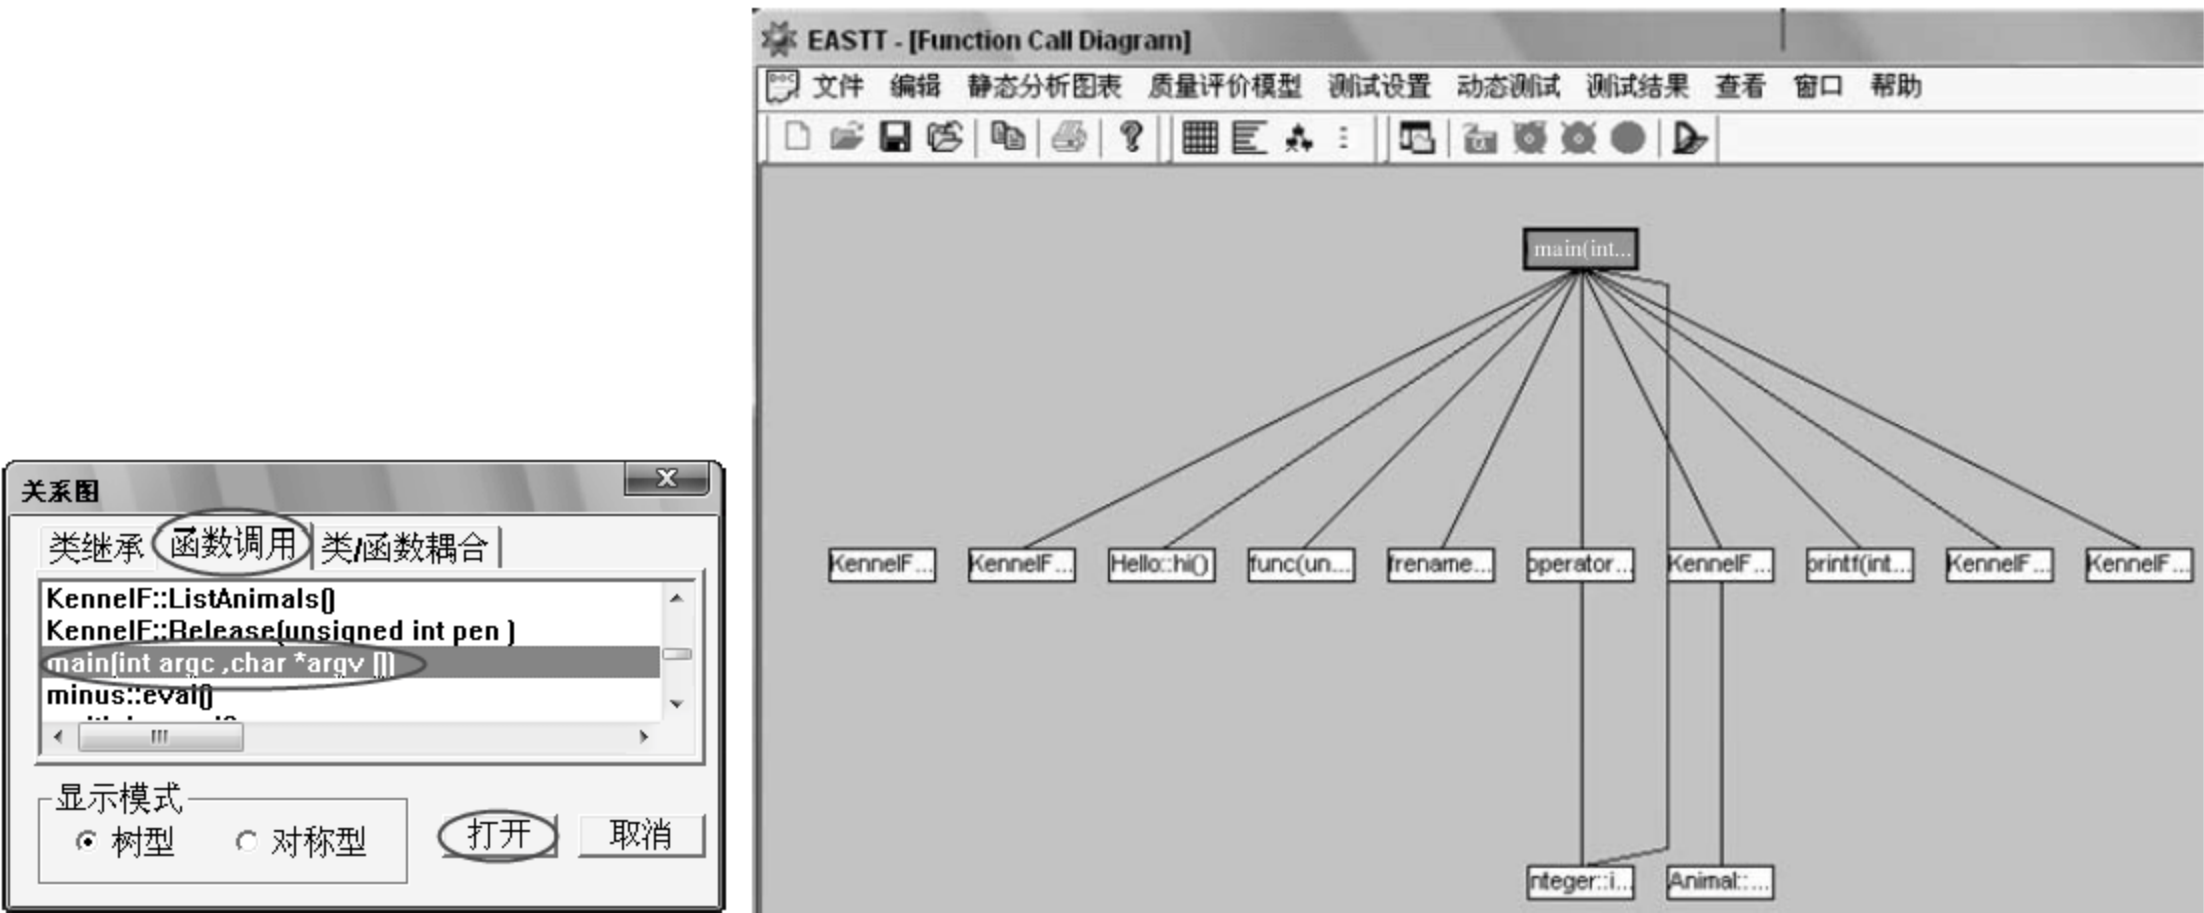 关系图
类继承 函数调用 类/函数耦合
KennelF::ListAnimals()
KennelF::Release(unsigned int pen )
main(int argc ,char *argv [])
minus::eval()
显示模式
树型 对称型
打开 取消
EASTT - [Function Call Diagram]
文件 编辑 静态分析图表 质量评价模型 测试设置 动态测试 测试结果 查看 窗口 帮助
main(int...
KennelF... KennelF... Hello::hi() func(un... frename... operator... KennelF... printf(int... KennelF... KennelF...
nteger::i... Animal::...